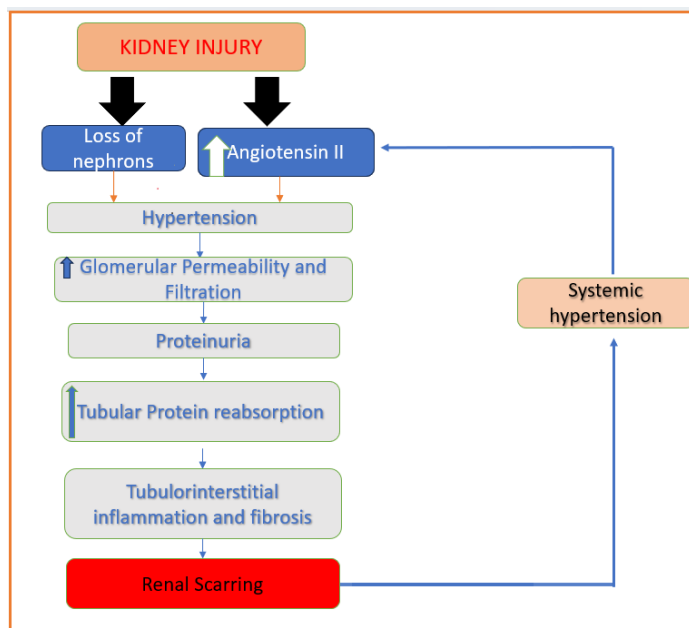 KIDNEY INJURY
Loss of
nephrons
Angiotensin II
Hypertension
Glomerular Permeability and
Filtration
Proteinuria
Tubular Protein reabsorption
Tubulorinterstitial
inflammation and fibrosis
Renal Scarring
Systemic
hypertension